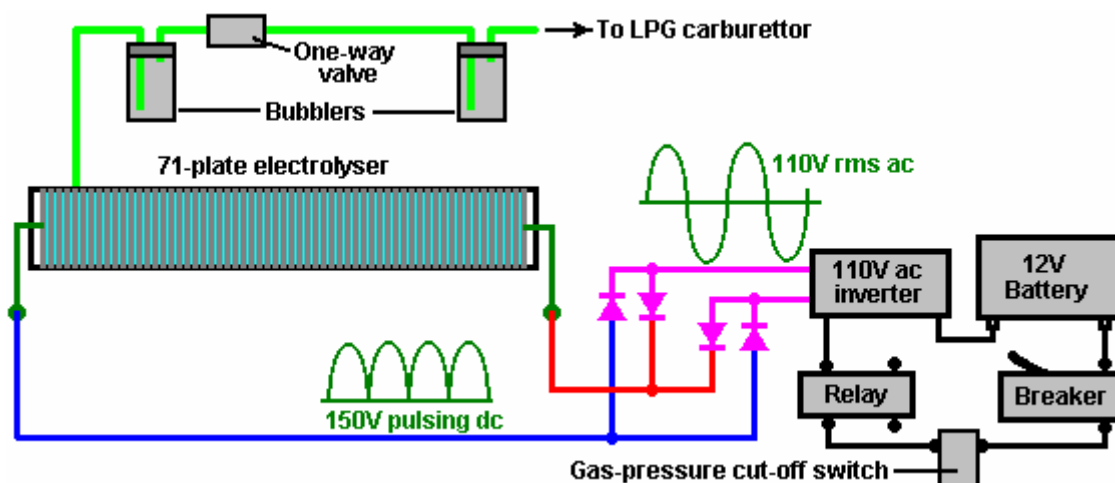 To LPG carburettor
One-way
valve
Bubblers
71-plate electrolyser
110V rms ac
110V ac
inverter
12V
Battery
150V pulsing dc
Relay
Breaker
Gas-pressure cut-off switch